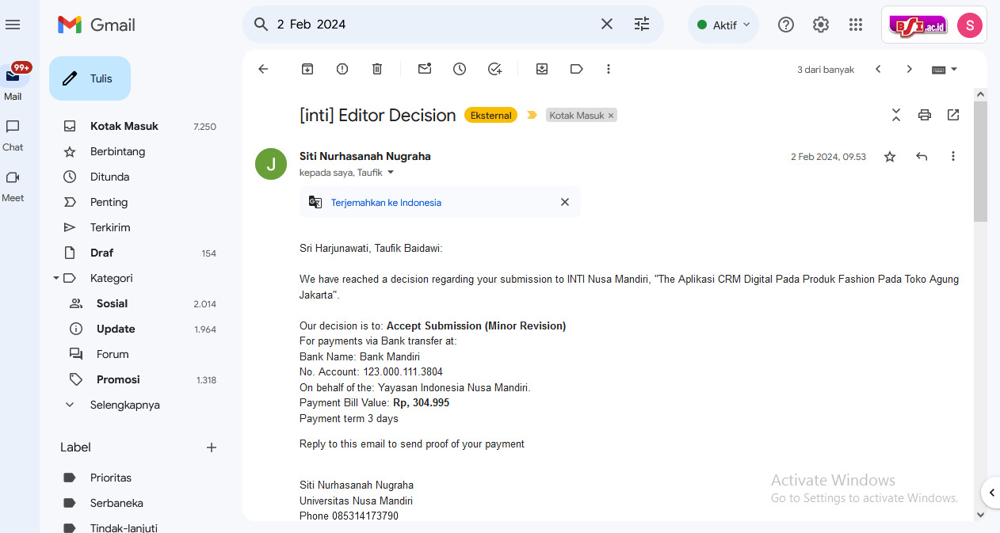 Gmail
2 Feb 2024
Aktif
BSI.ac.id
S
99+
Mail
Chat
Meet
Tulis
Kotak Masuk 7.250
Berbintang
Ditunda
Penting
Terkirim
Draf 154
Kategori
Sosial 2.014
Update 1.964
Forum
Promosi 1.318
Selengkapnya
Label
Prioritas
Serbaneka
Tindak-lanjuti
3 dari banyak
[inti] Editor Decision Eksternal Kotak Masuk ×
J
Siti Nurhasanah Nugraha 2 Feb 2024, 09.53
kepada saya, Taufik
Terjemahkan ke Indonesia
Sri Harjunawati, Taufik Baidawi:
We have reached a decision regarding your submission to INTI Nusa Mandiri, "The Aplikasi CRM Digital Pada Produk Fashion Pada Toko Agung
Jakarta".
Our decision is to: Accept Submission (Minor Revision)
For payments via Bank transfer at:
Bank Name: Bank Mandiri
No. Account: 123.000.111.3804
On behalf of the: Yayasan Indonesia Nusa Mandiri.
Payment Bill Value: Rp, 304.995
Payment term 3 days
Reply to this email to send proof of your payment
Siti Nurhasanah Nugraha
Universitas Nusa Mandiri
Phone 085314173790
Activate Windows
Go to Settings to activate Windows.